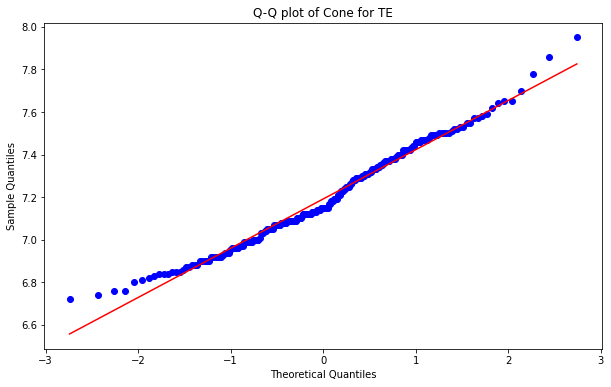 Q-Q plot of Cone for TE
8.0
7.8
7.6
7.4
7.2
7.0
6.8
6.6
Sample Quantiles
−3 −2 −1 0 1 2 3
Theoretical Quantiles